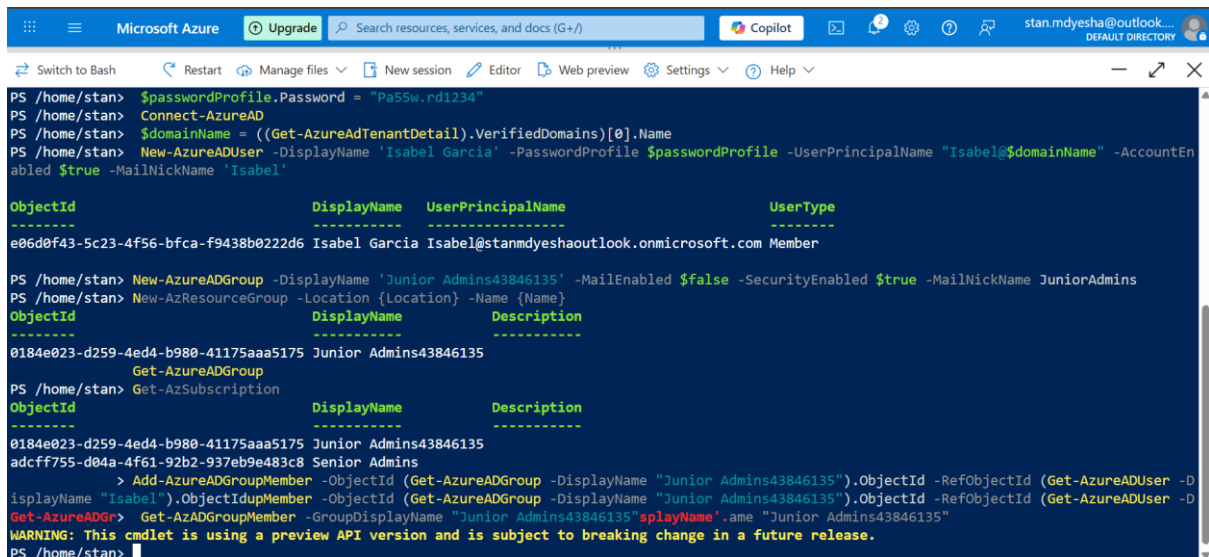 Microsoft Azure Upgrade Search resources, services, and docs (G+/) Copilot 2 stan.mdyesha@outlook....
DEFAULT DIRECTORY
Switch to Bash Restart Manage files New session Editor Web preview Settings Help
PS /home/stan> $passwordProfile.Password = "Pa55w.rd1234"
PS /home/stan> Connect-AzureAD
PS /home/stan> $domainName = ((Get-AzureAdTenantDetail).VerifiedDomains)[0].Name
PS /home/stan> New-AzureADUser -DisplayName 'Isabel Garcia' -PasswordProfile $passwordProfile -UserPrincipalName "Isabel@$domainName" -AccountEn
abled $true -MailNickName 'Isabel'
ObjectId DisplayName UserPrincipalName UserType
-------- ----------- ----------------- --------
e06d0f43-5c23-4f56-bfca-f9438b0222d6 Isabel Garcia Isabel@stanmdyeshaoutlook.onmicrosoft.com Member
PS /home/stan> New-AzureADGroup -DisplayName 'Junior Admins43846135' -MailEnabled $false -SecurityEnabled $true -MailNickName JuniorAdmins
PS /home/stan> New-AzResourceGroup -Location {Location} -Name {Name}
ObjectId DisplayName Description
-------- ----------- -----------
0184e023-d259-4ed4-b980-41175aaa5175 Junior Admins43846135
Get-AzureADGroup
PS /home/stan> Get-AzSubscription
ObjectId DisplayName Description
-------- ----------- -----------
0184e023-d259-4ed4-b980-41175aaa5175 Junior Admins43846135
adcff755-d04a-4f61-92b2-937eb9e483c8 Senior Admins
> Add-AzureADGroupMember -ObjectId (Get-AzureADGroup -DisplayName "Junior Admins43846135").ObjectId -RefObjectId (Get-AzureADUser -D
isplayName "Isabel").ObjectIdupMember -ObjectId (Get-AzureADGroup -DisplayName "Junior Admins43846135").ObjectId -RefObjectId (Get-AzureADUser -D
Get-AzureADGr> Get-AzADGroupMember -GroupDisplayName "Junior Admins43846135"splayName'.ame "Junior Admins43846135"
WARNING: This cmdlet is using a preview API version and is subject to breaking change in a future release.
PS /home/stan>